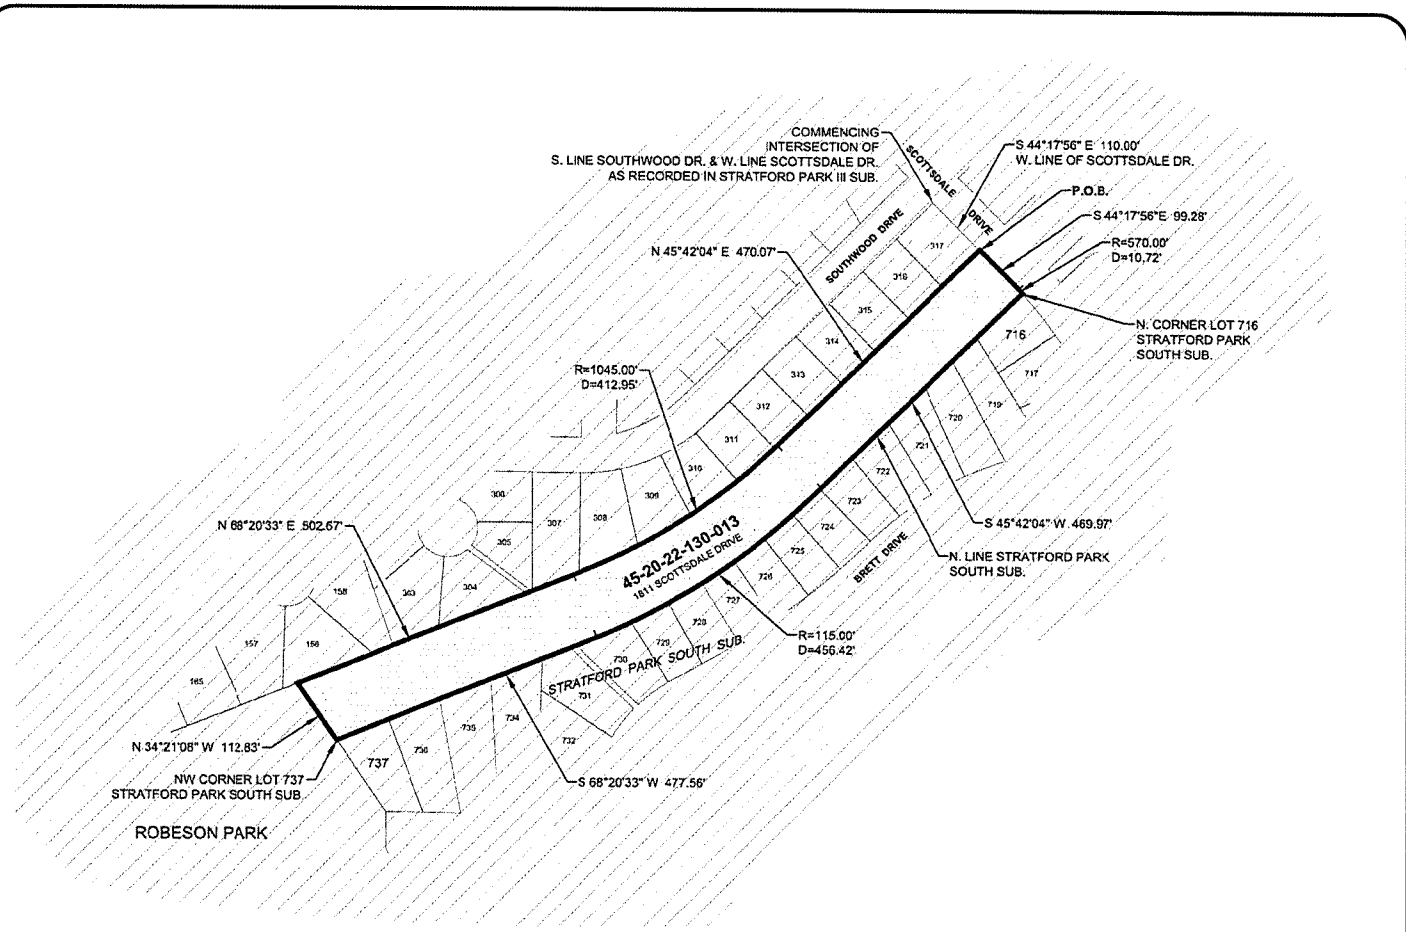 COMMENCING
INTERSECTION OF
S. LINE SOUTHWOOD DR. & W. LINE SCOTTSDALE DR.
AS RECORDED IN STRATFORD PARK III SUB.
SCOTTSDALE
DRIVE
S 44°17'56" E 110.00'
W. LINE OF SCOTTSDALE DR.
P.O.B.
S 44°17'56"E 99.28'
R=570.00'
D=10.72'
SOUTHWOOD DRIVE
N 45°42'04" E 470.07'
317
316
315
314
313
312
311
310
309
308
307
306
305
304
303
N. CORNER LOT 716
STRATFORD PARK
SOUTH SUB.
716
717
719
720
721
722
723
724
725
726
727
728
729
730
731
732
734
735
736
737
R=1045.00'
D=412.95'
N 68°20'33" E 502.67'
158
157
156
165
45-20-22-130-013
1811 SCOTTSDALE DRIVE
S 45°42'04" W 469.97'
N. LINE STRATFORD PARK
SOUTH SUB.
BRETT DRIVE
R=115.00'
D=456.42'
STRATFORD PARK SOUTH SUB.
N 34°21'08" W 112.83'
NW CORNER LOT 737
STRATFORD PARK SOUTH SUB.
S 68°20'33" W 477.56'
ROBESON PARK